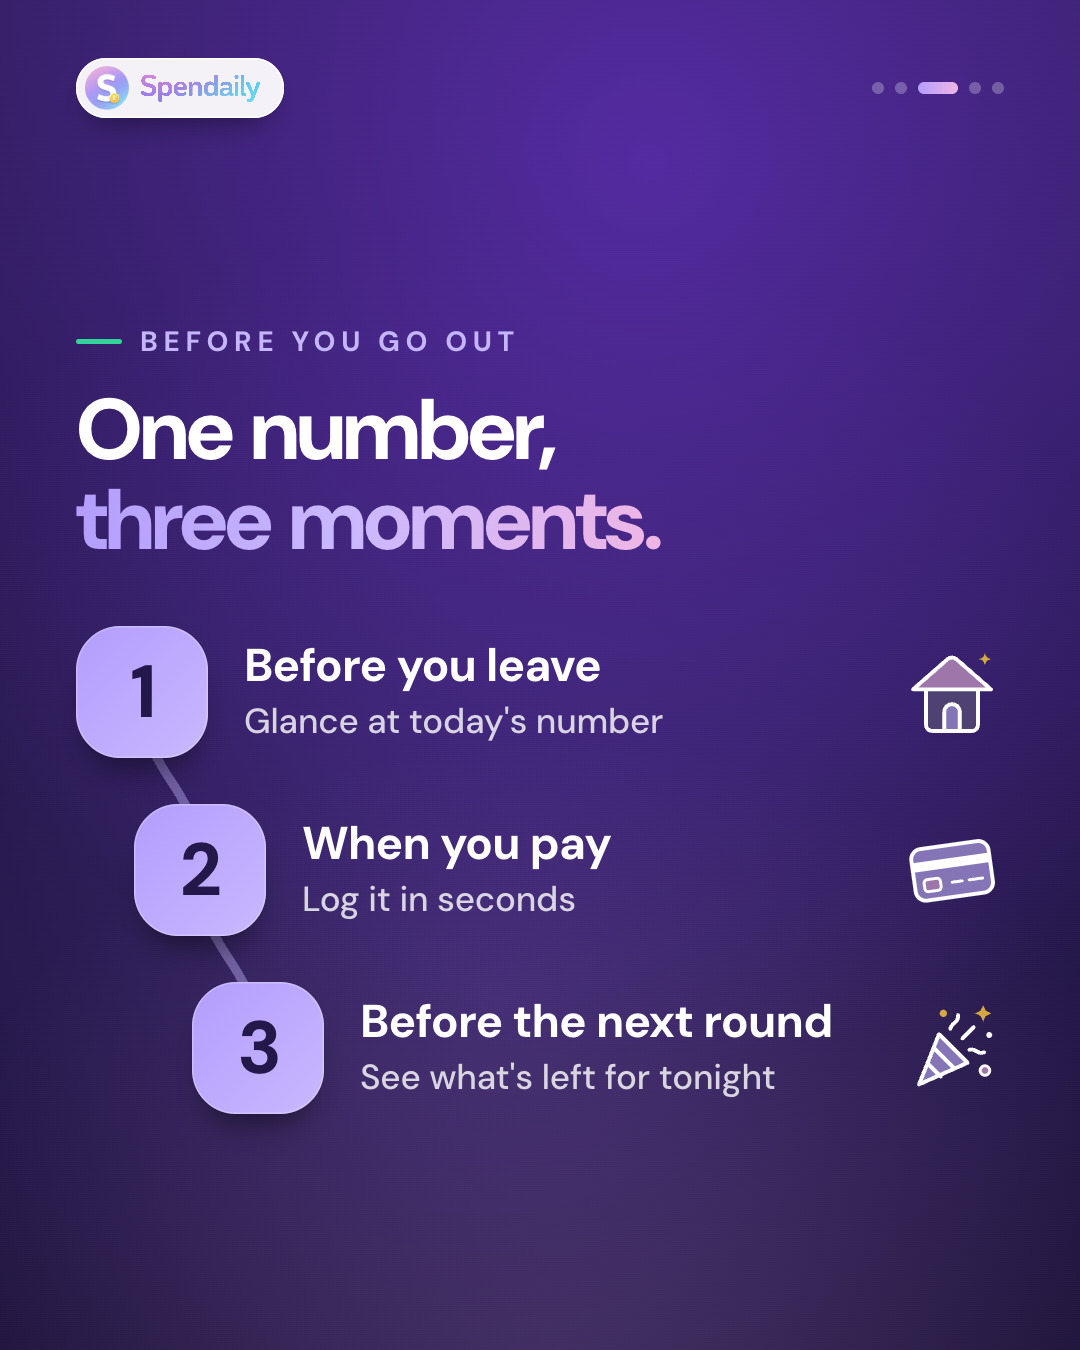 Spendaily
BEFORE YOU GO OUT
One number,
three moments.
1
Before you leave
Glance at today's number
2
When you pay
Log it in seconds
3
Before the next round
See what's left for tonight